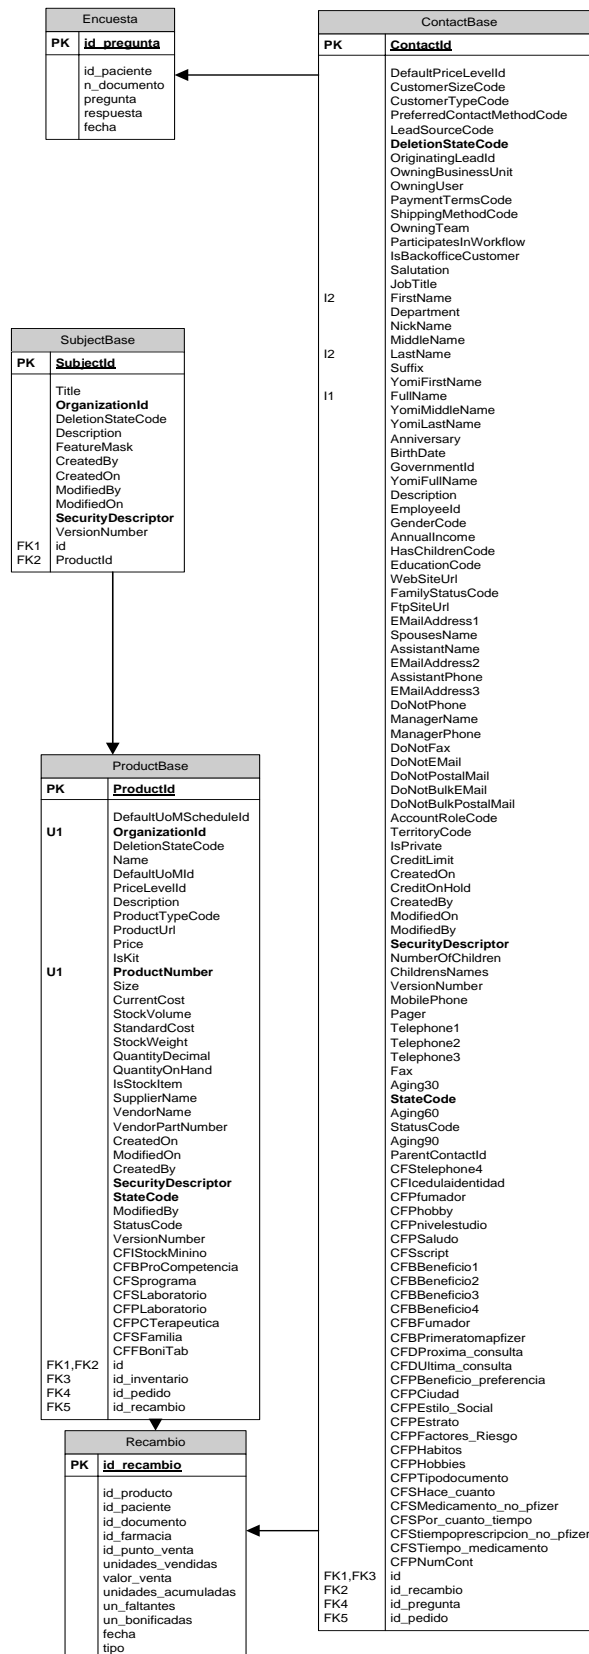 Encuesta
PK id_pregunta
id_paciente
n_documento
pregunta
respuesta
fecha
ContactBase
PK ContactId
DefaultPriceLevelId
CustomerSizeCode
CustomerTypeCode
PreferredContactMethodCode
LeadSourceCode
DeletionStateCode
OriginatingLeadId
OwningBusinessUnit
OwningUser
PaymentTermsCode
ShippingMethodCode
OwningTeam
ParticipatesInWorkflow
IsBackofficeCustomer
Salutation
JobTitle
I2 FirstName
Department
NickName
MiddleName
I2 LastName
Suffix
YomiFirstName
I1 FullName
YomiMiddleName
YomiLastName
Anniversary
BirthDate
GovernmentId
YomiFullName
Description
EmployeeId
GenderCode
AnnualIncome
HasChildrenCode
EducationCode
WebSiteUrl
FamilyStatusCode
FtpSiteUrl
EMailAddress1
SpousesName
AssistantName
EMailAddress2
AssistantPhone
EMailAddress3
DoNotPhone
ManagerName
ManagerPhone
DoNotFax
DoNotEMail
DoNotPostalMail
DoNotBulkEMail
DoNotBulkPostalMail
AccountRoleCode
TerritoryCode
IsPrivate
CreditLimit
CreatedOn
CreditOnHold
CreatedBy
ModifiedOn
ModifiedBy
SecurityDescriptor
NumberOfChildren
ChildrensNames
VersionNumber
MobilePhone
Pager
Telephone1
Telephone2
Telephone3
Fax
Aging30
StateCode
Aging60
StatusCode
Aging90
ParentContactId
CFStelephone4
CFIcedulaidentidad
CFPfumador
CFPhobby
CFPnivelestudio
CFPSaludo
CFSscript
CFBBeneficio1
CFBBeneficio2
CFBBeneficio3
CFBBeneficio4
CFBFumador
CFBPrimeratomapfizer
CFDProxima_consulta
CFDUltima_consulta
CFPBeneficio_preferencia
CFPCiudad
CFPEstilo_Social
CFPEstrato
CFPFactores_Riesgo
CFPHabitos
CFPHobbies
CFPTipodocumento
CFSHace_cuanto
CFSMedicamento_no_pfizer
CFSPor_cuanto_tiempo
CFStiempoprescripcion_no_pfizer
CFSTiempo_medicamento
CFPNumCont
FK1,FK3 id
FK2 id_recambio
FK4 id_pregunta
FK5 id_pedido
SubjectBase
PK SubjectId
Title
OrganizationId
DeletionStateCode
Description
FeatureMask
CreatedBy
CreatedOn
ModifiedBy
ModifiedOn
SecurityDescriptor
VersionNumber
FK1 id
FK2 ProductId
ProductBase
PK ProductId
DefaultUoMScheduleId
U1 OrganizationId
DeletionStateCode
Name
DefaultUoMId
PriceLevelId
Description
ProductTypeCode
ProductUrl
Price
IsKit
U1 ProductNumber
Size
CurrentCost
StockVolume
StandardCost
StockWeight
QuantityDecimal
QuantityOnHand
IsStockItem
SupplierName
VendorName
VendorPartNumber
CreatedOn
ModifiedOn
CreatedBy
SecurityDescriptor
StateCode
ModifiedBy
StatusCode
VersionNumber
CFIStockMinino
CFBProCompetencia
CFSprograma
CFSLaboratorio
CFPLaboratorio
CFPCTerapeutica
CFSFamilia
CFFBoniTab
FK1,FK2 id
FK3 id_inventario
FK4 id_pedido
FK5 id_recambio
Recambio
PK id_recambio
id_producto
id_paciente
id_documento
id_farmacia
id_punto_venta
unidades_vendidas
valor_venta
unidades_acumuladas
un_faltantes
un_bonificadas
fecha
tipo